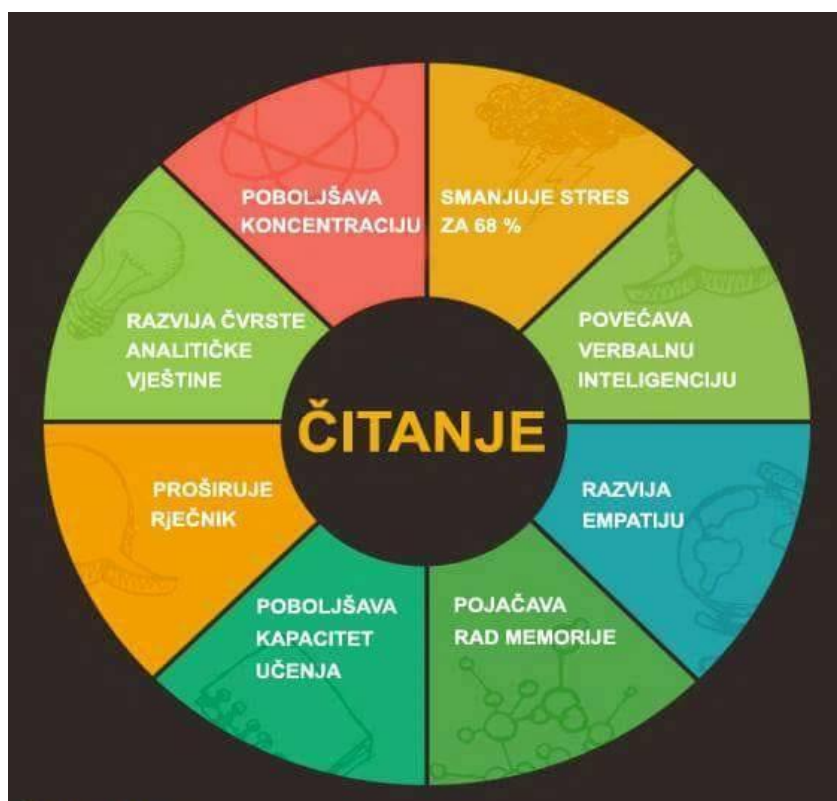 POBOLJŠAVA
KONCENTRACIJU
SMANJUJE STRES
ZA 68 %
POVEĆAVA
VERBALNU
INTELIGENCIJU
RAZVIJA
EMPATIJU
POJAČAVA
RAD MEMORIJE
POBOLJŠAVA
KAPACITET
UČENJA
PROŠIRUJE
RjEČNIK
RAZVIJA ČVRSTE
ANALITIČKE
VjEŠTINE
ČITANJE